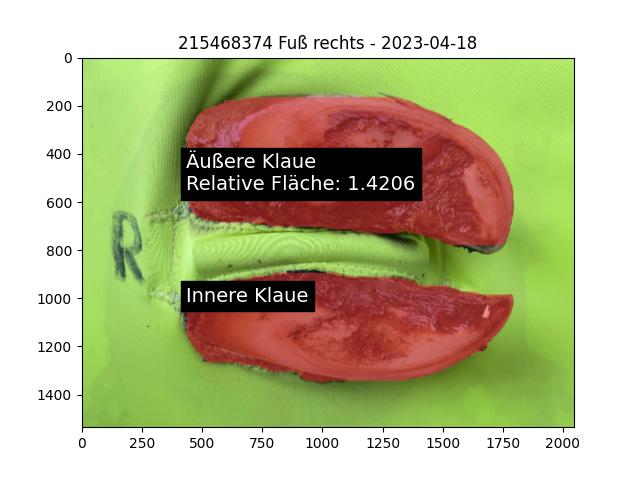 215468374 Fuß rechts - 2023-04-18
0
200
400
600
800
1000
1200
1400
R
Äußere Klaue
Relative Fläche: 1.4206
Innere Klaue
0 250 500 750 1000 1250 1500 1750 2000